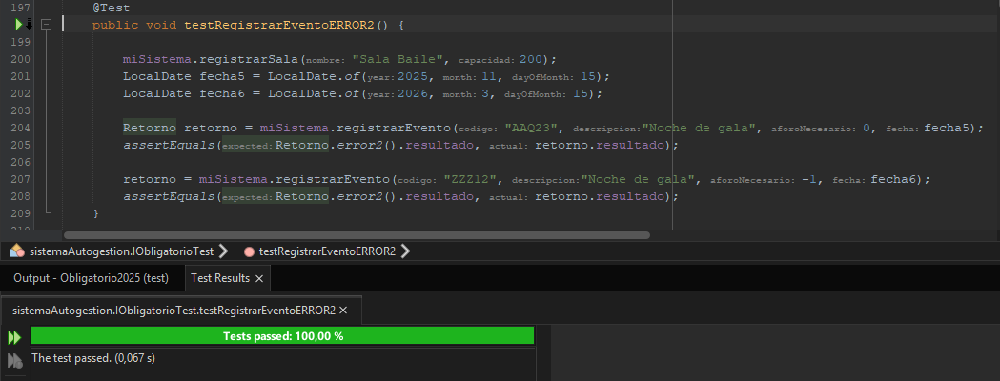 197 @Test
public void testRegistrarEventoERROR2() {
199
200 miSistema.registrarSala(nombre: "Sala Baile", capacidad: 200);
201 LocalDate fecha5 = LocalDate.of(year: 2025, month: 11, dayOfMonth: 15);
202 LocalDate fecha6 = LocalDate.of(year: 2026, month: 3, dayOfMonth: 15);
203
204 Retorno retorno = miSistema.registrarEvento(codigo: "AAQ23", descripcion:"Noche de gala", aforoNecesario: 0, fecha: fecha5);
205 assertEquals(expected:Retorno.error2().resultado, actual: retorno.resultado);
206
207 retorno = miSistema.registrarEvento(codigo: "ZZZ12", descripcion:"Noche de gala", aforoNecesario: -1, fecha: fecha6);
208 assertEquals(expected:Retorno.error2().resultado, actual: retorno.resultado);
209 }
210
sistemaAutogestion.IObligatorioTest testRegistrarEventoERROR2
Output - Obligatorio2025 (test) Test Results ×
sistemaAutogestion.IObligatorioTest.testRegistrarEventoERROR2 ×
Tests passed: 100,00 %
The test passed. (0,067 s)